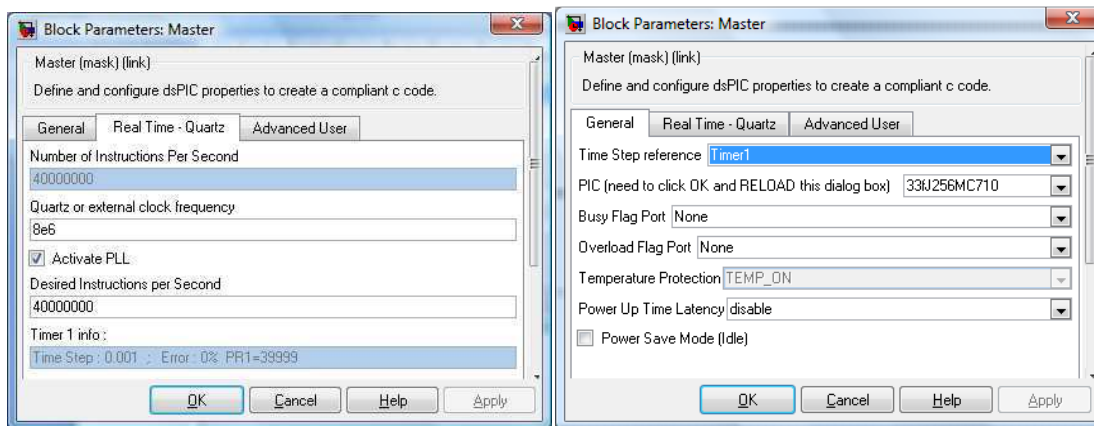 Block Parameters: Master
Master (mask) (link)
Define and configure dsPIC properties to create a compliant c code.
General Real Time - Quartz Advanced User
Number of Instructions Per Second
40000000
Quartz or external clock frequency
8e6
Activate PLL
Desired Instructions per Second
40000000
Timer 1 info :
Time Step : 0.001 ; Error : 0% PR1=39999
OK Cancel Help Apply
Block Parameters: Master
Master (mask) (link)
Define and configure dsPIC properties to create a compliant c code.
General Real Time - Quartz Advanced User
Time Step reference Timer1
PIC (need to click OK and RELOAD this dialog box) 33fJ256MC710
Busy Flag Port None
Overload Flag Port None
Temperature Protection TEMP_ON
Power Up Time Latency disable
Power Save Mode (Idle)
OK Cancel Help Apply